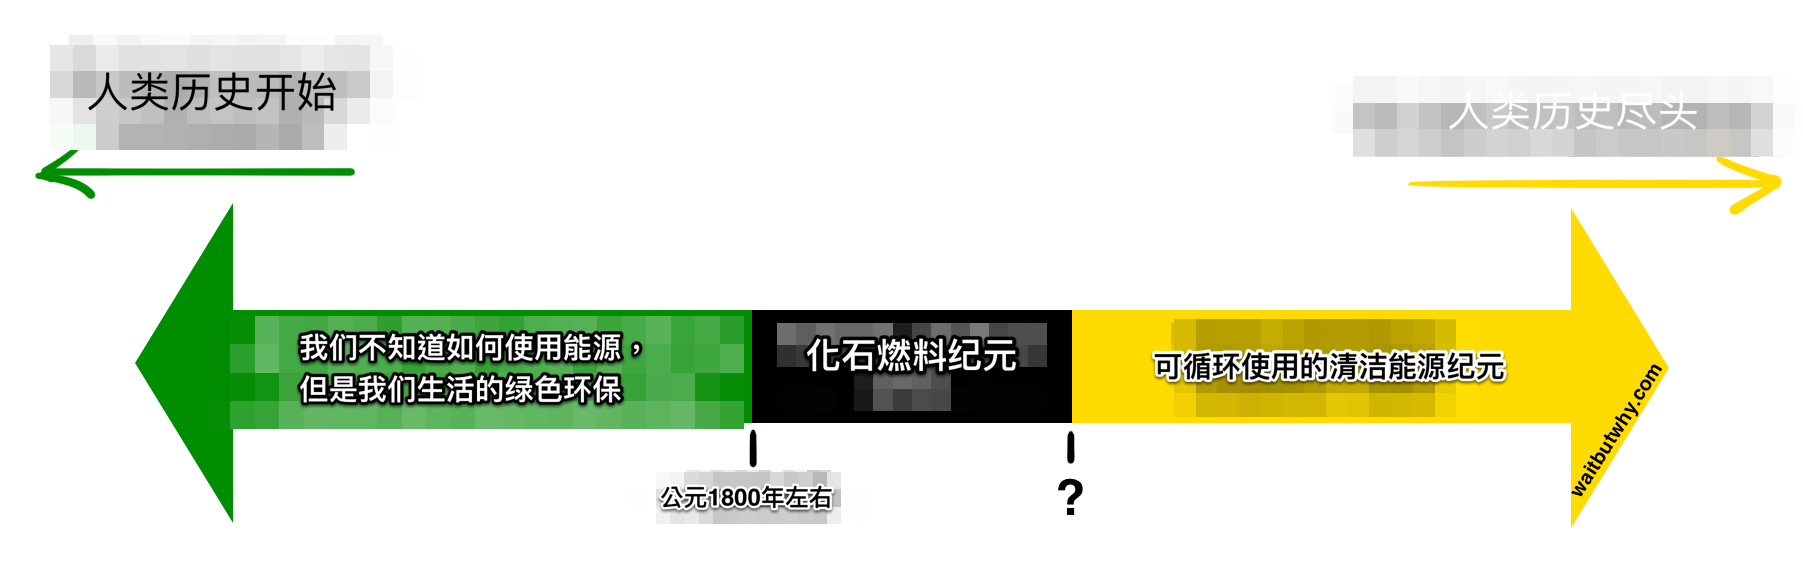 人类历史开始
人类历史尽头
我们不知道如何使用能源，
但是我们生活的绿色环保
化石燃料纪元
可循环使用的清洁能源纪元
公元1800年左右
?
waitbutwhy.com